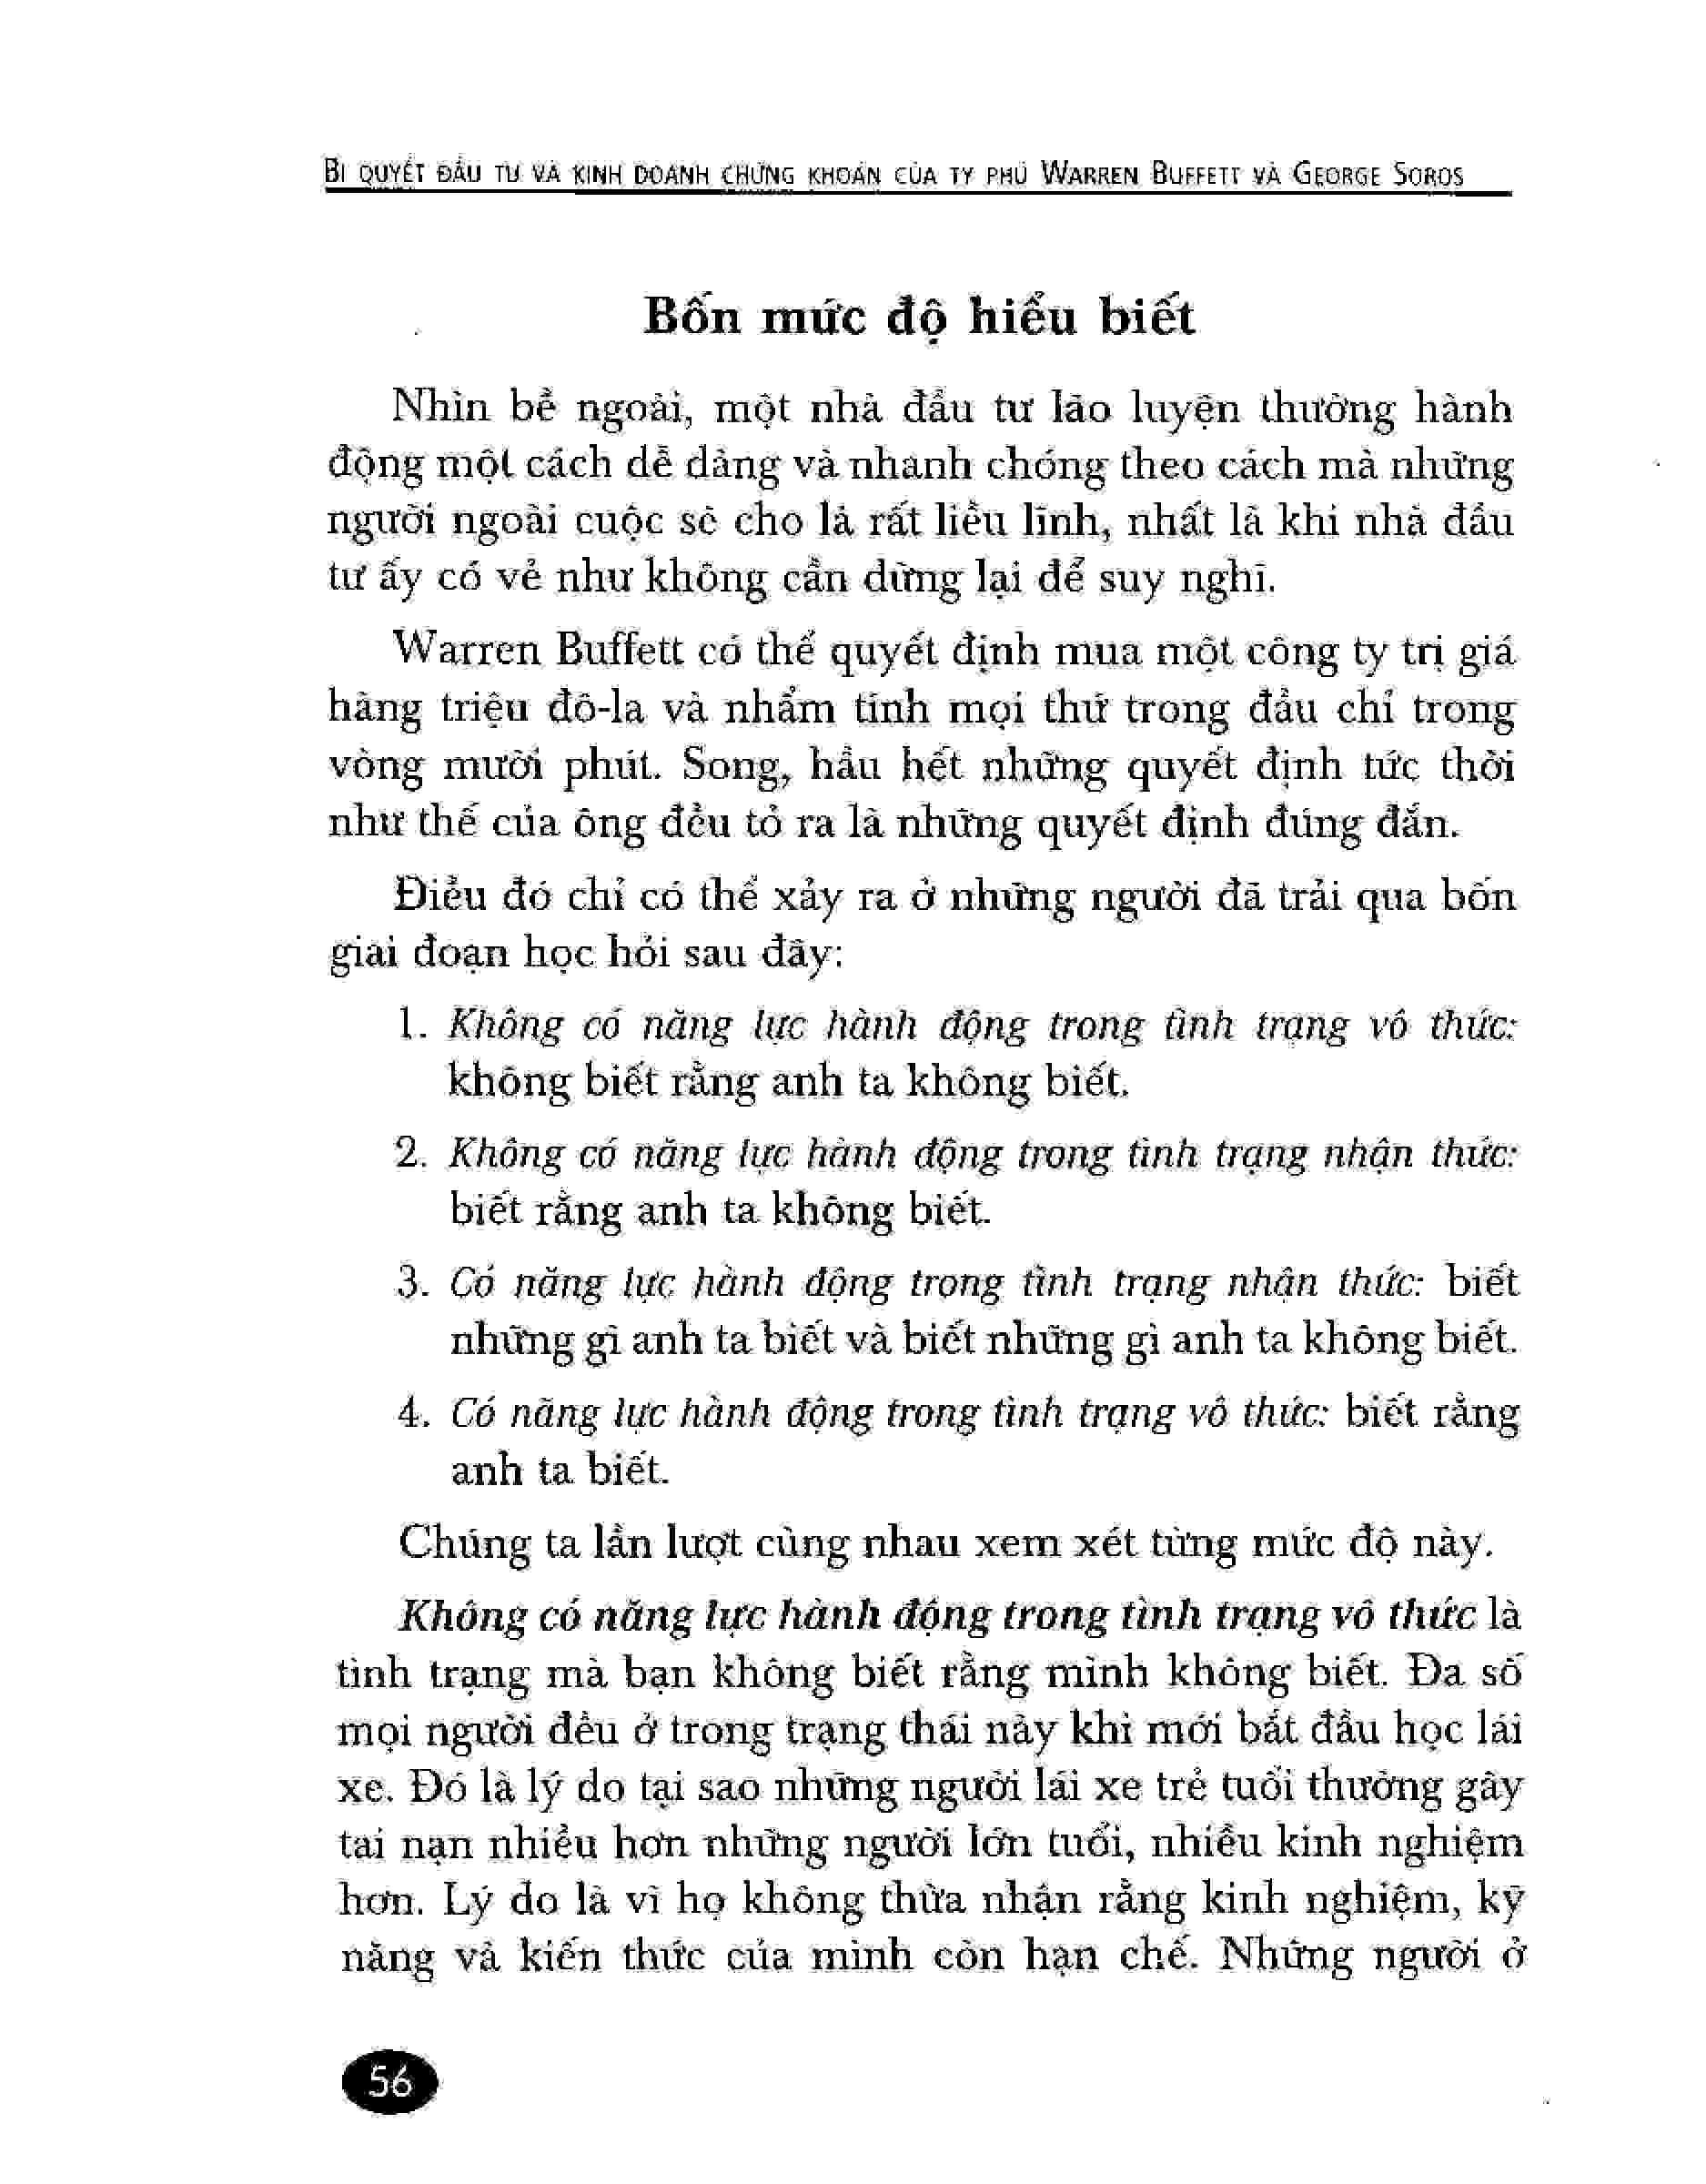 BÍ QUYẾT ĐẦU TƯ VÀ KINH DOANH CHỨNG KHOÁN CỦA TỶ PHÚ WARREN BUFFETT VÀ GEORGE SOROS
Bốn mức độ hiểu biết
Nhìn bề ngoài, một nhà đầu tư lão luyện thường hành
động một cách dễ dàng và nhanh chóng theo cách mà những
người ngoài cuộc sẽ cho là rất liều lĩnh, nhất là khi nhà đầu
tư ấy có vẻ như không cần dừng lại để suy nghĩ.
Warren Buffett có thể quyết định mua một công ty trị giá
hàng triệu đô-la và nhẩm tính mọi thứ trong đầu chỉ trong
vòng mười phút. Song, hầu hết những quyết định tức thời
như thế của ông đều tỏ ra là những quyết định đúng đắn.
Điều đó chỉ có thể xảy ra ở những người đã trải qua bốn
giai đoạn học hỏi sau đây:
1. Không có năng lực hành động trong tình trạng vô thức:
không biết rằng anh ta không biết.
2. Không có năng lực hành động trong tình trạng nhận thức:
biết rằng anh ta không biết.
3. Có năng lực hành động trong tình trạng nhận thức: biết
những gì anh ta biết và biết những gì anh ta không biết.
4. Có năng lực hành động trong tình trạng vô thức: biết rằng
anh ta biết.
Chúng ta lần lượt cùng nhau xem xét từng mức độ này.
Không có năng lực hành động trong tình trạng vô thức là
tình trạng mà bạn không biết rằng mình không biết. Đa số
mọi người đều ở trong trạng thái này khi mới bắt đầu học lái
xe. Đó là lý do tại sao những người lái xe trẻ tuổi thường gây
tai nạn nhiều hơn những người lớn tuổi, nhiều kinh nghiệm
hơn. Lý do là vì họ không thừa nhận rằng kinh nghiệm, kỹ
năng và kiến thức của mình còn hạn chế. Những người ở
56